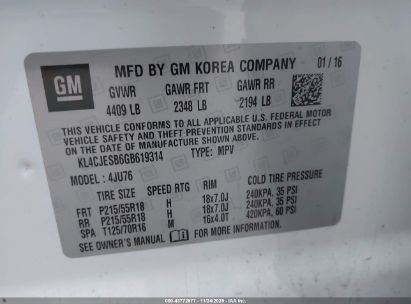 GM
MFD BY GM KOREA COMPANY
01 / 16
GVWR GAWR FRT GAWR RR
4409 LB 2348 LB 2194 LB
THIS VEHICLE CONFORMS TO ALL APPLICABLE U.S. FEDERAL MOTOR
VEHICLE SAFETY, BUMPER, AND THEFT PREVENTION STANDARDS IN EFFECT
ON THE DATE OF MANUFACTURE SHOWN ABOVE.
KL4CJESB6GB619314 TYPE: MPV
MODEL: 4JU76
TIRE SIZE SPEED RTG RIM COLD TIRE PRESSURE
FRT P215/55R18 H 18x7.0J 240KPA, 35 PSI
RR P215/55R18 H 18x7.0J 240KPA, 35 PSI
SPA T125/70R16 M 16x4.0T 420KPA, 60 PSI
SEE OWNER'S MANUAL FOR MORE INFORMATION.